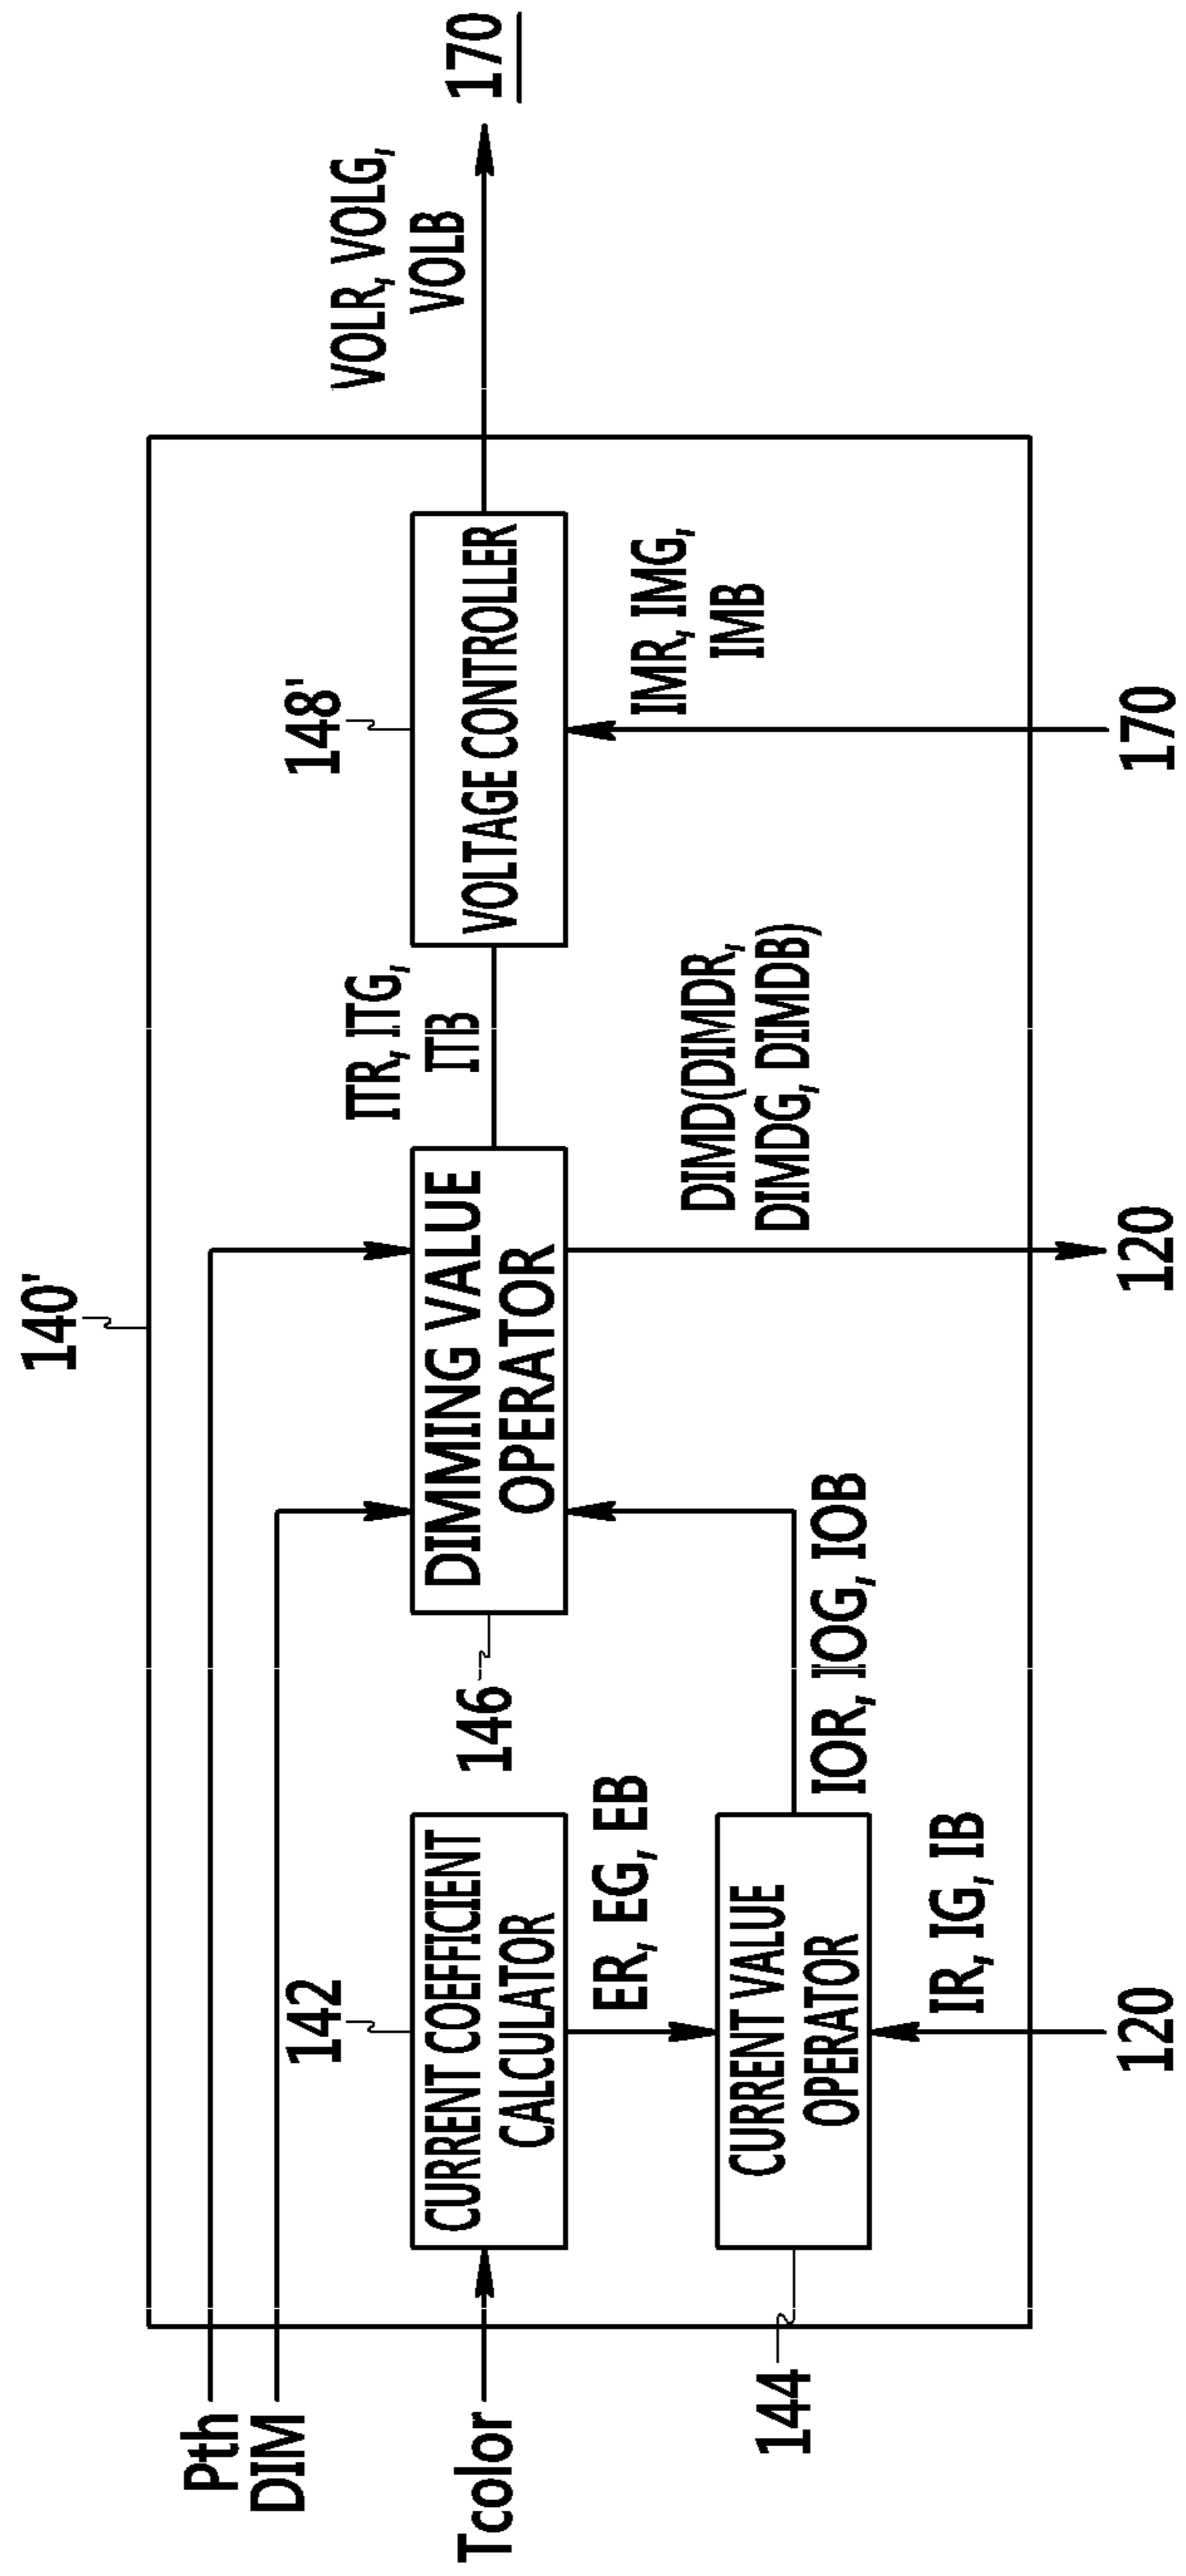 140'
Pth
DIM
Tcolor
142
CURRENT COEFFICIENT
CALCULATOR
ER, EG, EB
144
CURRENT VALUE
OPERATOR
IR, IG, IB
120
IOR, IOG, IOB
146
DIMMING VALUE
OPERATOR
DIMD(DIMDR,
DIMDG, DIMDB)
120
ITR, ITG,
ITB
148'
VOLTAGE CONTROLLER
IMR, IMG,
IMB
170
VOLR, VOLG,
VOLB
170